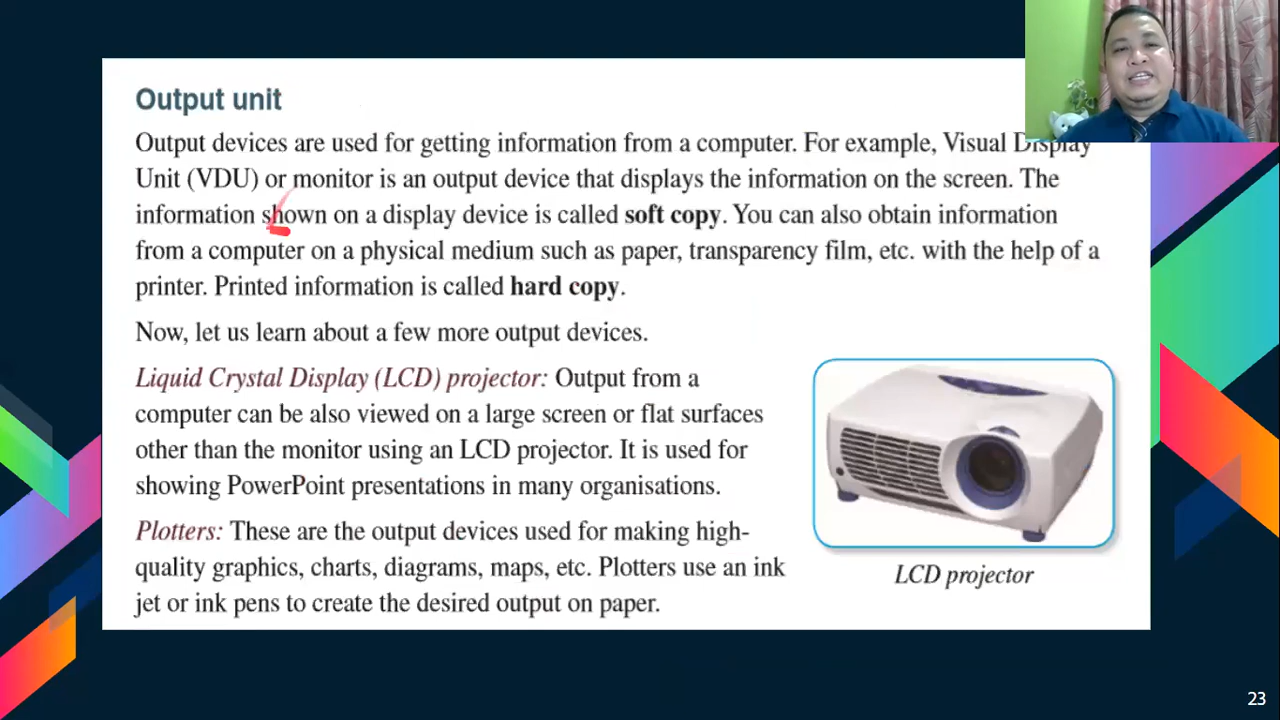 Output unit
Output devices are used for getting information from a computer. For example, Visual Display
Unit (VDU) or monitor is an output device that displays the information on the screen. The
information shown on a display device is called soft copy. You can also obtain information
from a computer on a physical medium such as paper, transparency film, etc. with the help of a
printer. Printed information is called hard copy.
Now, let us learn about a few more output devices.
Liquid Crystal Display (LCD) projector: Output from a
computer can be also viewed on a large screen or flat surfaces
other than the monitor using an LCD projector. It is used for
showing PowerPoint presentations in many organisations.
Plotters: These are the output devices used for making high-
quality graphics, charts, diagrams, maps, etc. Plotters use an ink
jet or ink pens to create the desired output on paper.
LCD projector
23